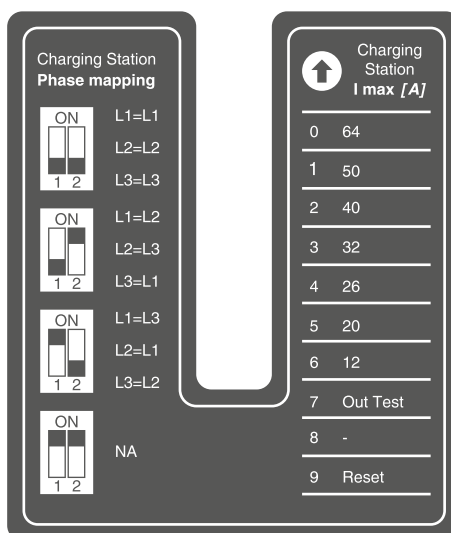 Charging Station
Phase mapping
ON
1 2
L1=L1
L2=L2
L3=L3
ON
1 2
L1=L2
L2=L3
L3=L1
ON
1 2
L1=L3
L2=L1
L3=L2
ON
1 2
NA
Charging
Station
I max [A]
0 64
1 50
2 40
3 32
4 26
5 20
6 12
7 Out Test
8 -
9 Reset